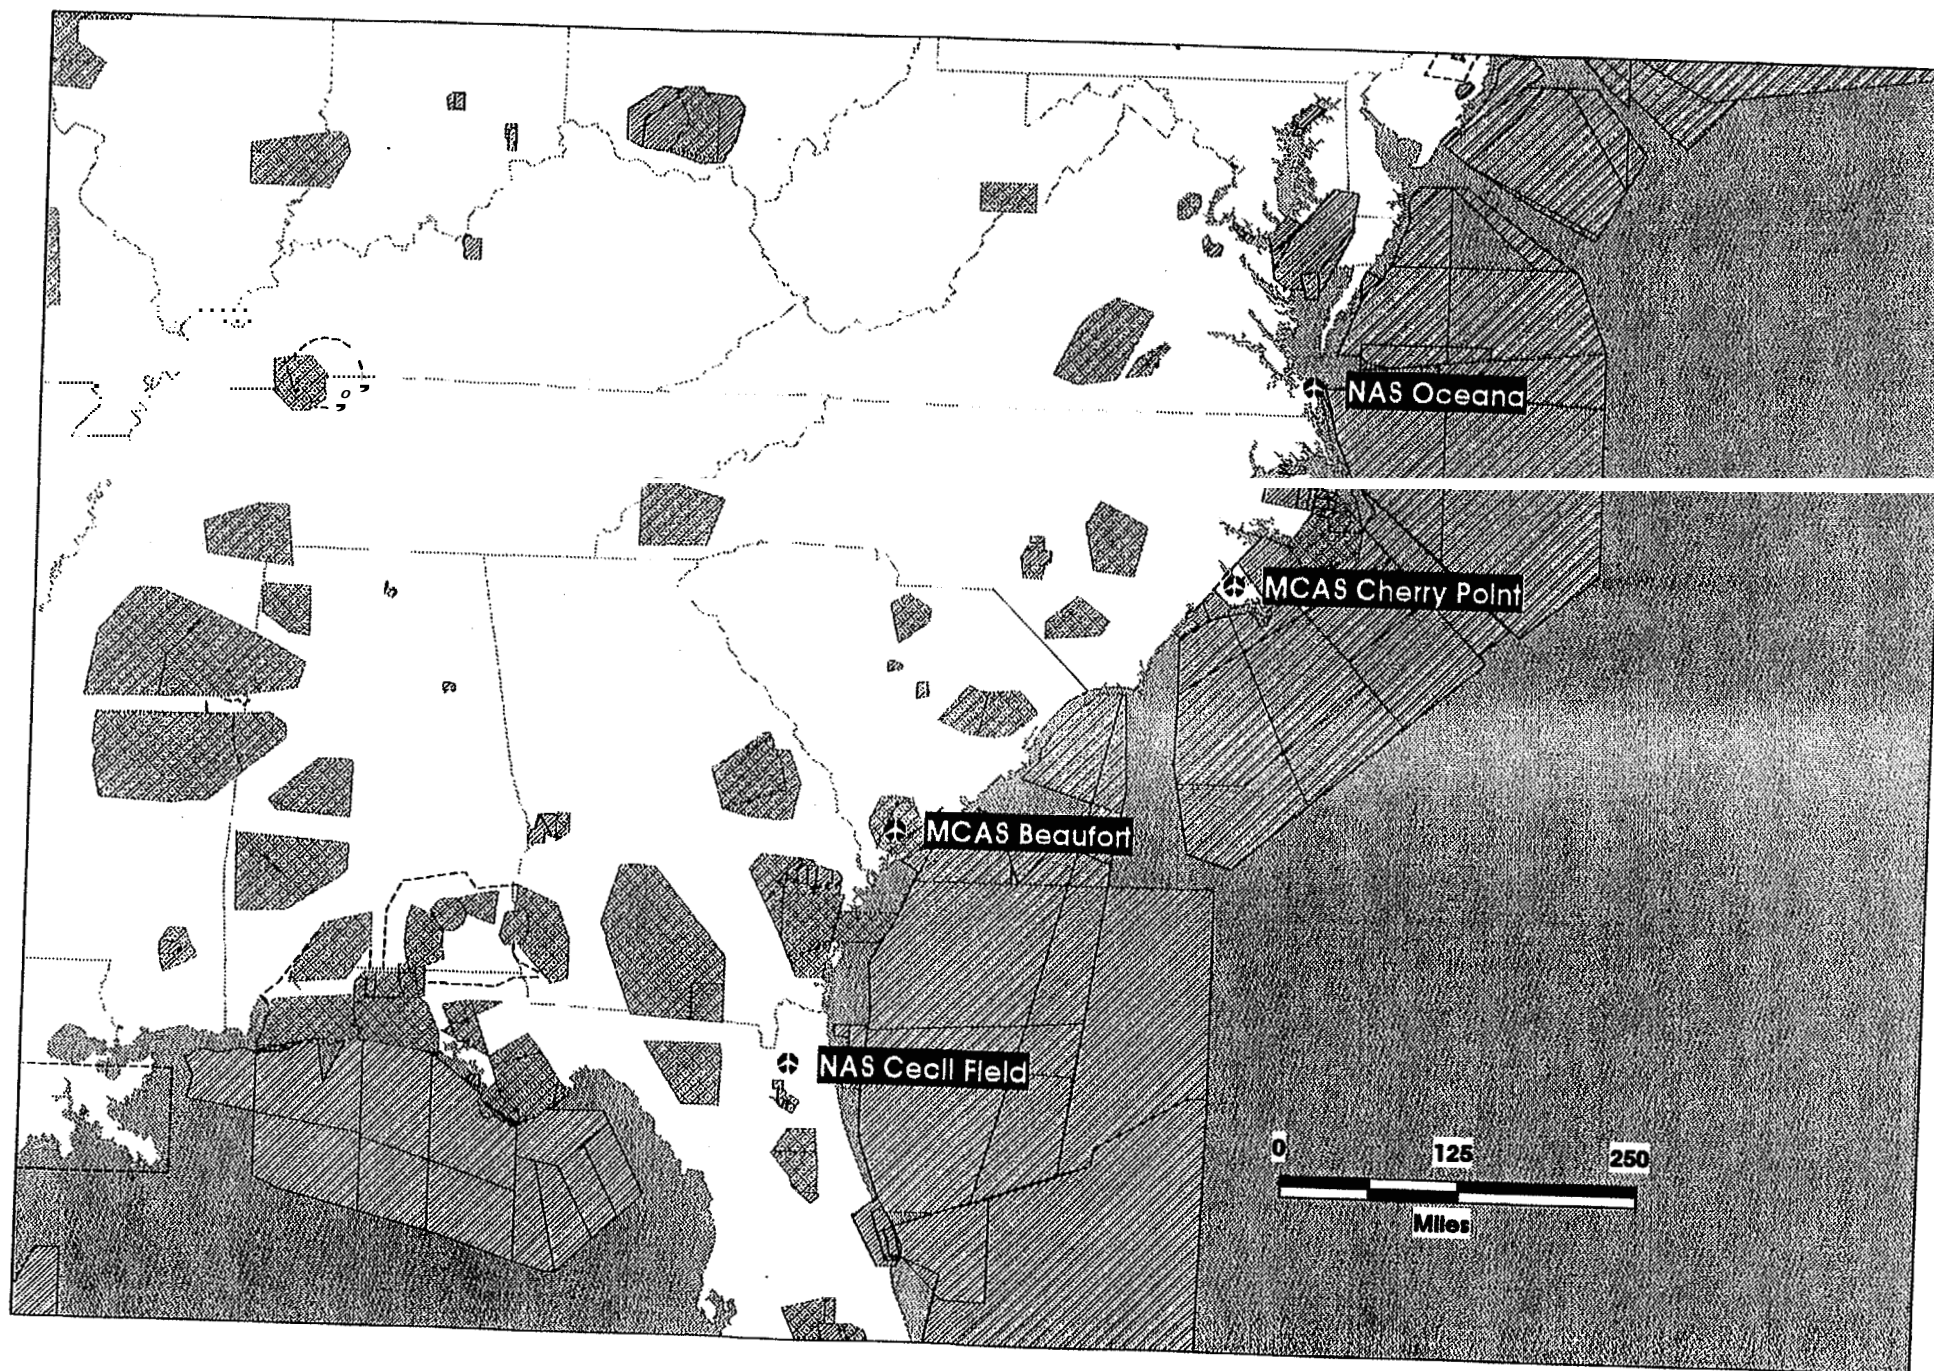 NAS Oceana
MCAS Cherry Point
MCAS Beaufort
NAS Cecil Field
0 125 250
Miles